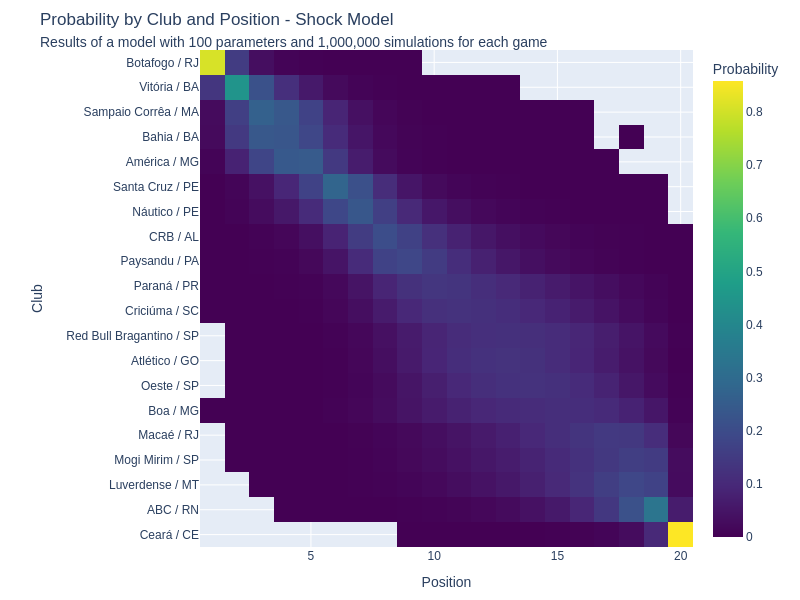 Probability by Club and Position - Shock Model
Results of a model with 100 parameters and 1,000,000 simulations for each game
Probability
Botafogo / RJ
Vitória / BA
Sampaio Corrêa / MA
Bahia / BA
América / MG
Santa Cruz / PE
Náutico / PE
CRB / AL
Paysandu / PA
Paraná / PR
Criciúma / SC
Red Bull Bragantino / SP
Atlético / GO
Oeste / SP
Boa / MG
Macaé / RJ
Mogi Mirim / SP
Luverdense / MT
ABC / RN
Ceará / CE
Club
5
10
15
20
Position
0.8
0.7
0.6
0.5
0.4
0.3
0.2
0.1
0